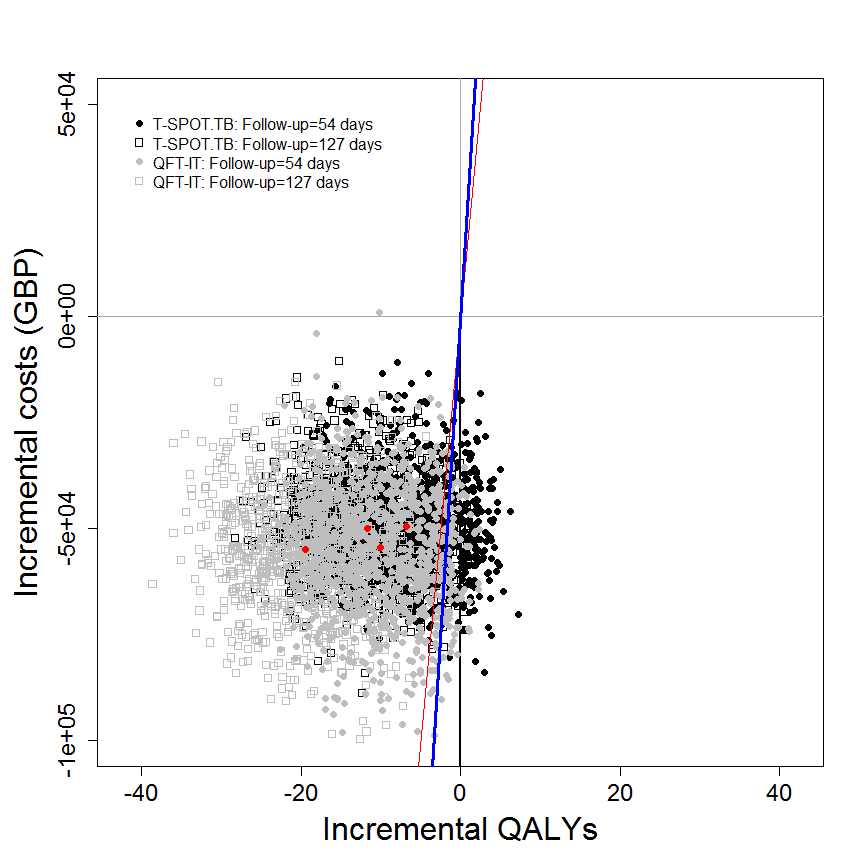 5e+04
0e+00
-5e+04
-1e+05
Incremental costs (GBP)
T-SPOT.TB: Follow-up=54 days
T-SPOT.TB: Follow-up=127 days
QFT-IT: Follow-up=54 days
QFT-IT: Follow-up=127 days
-40 -20 0 20 40
Incremental QALYs